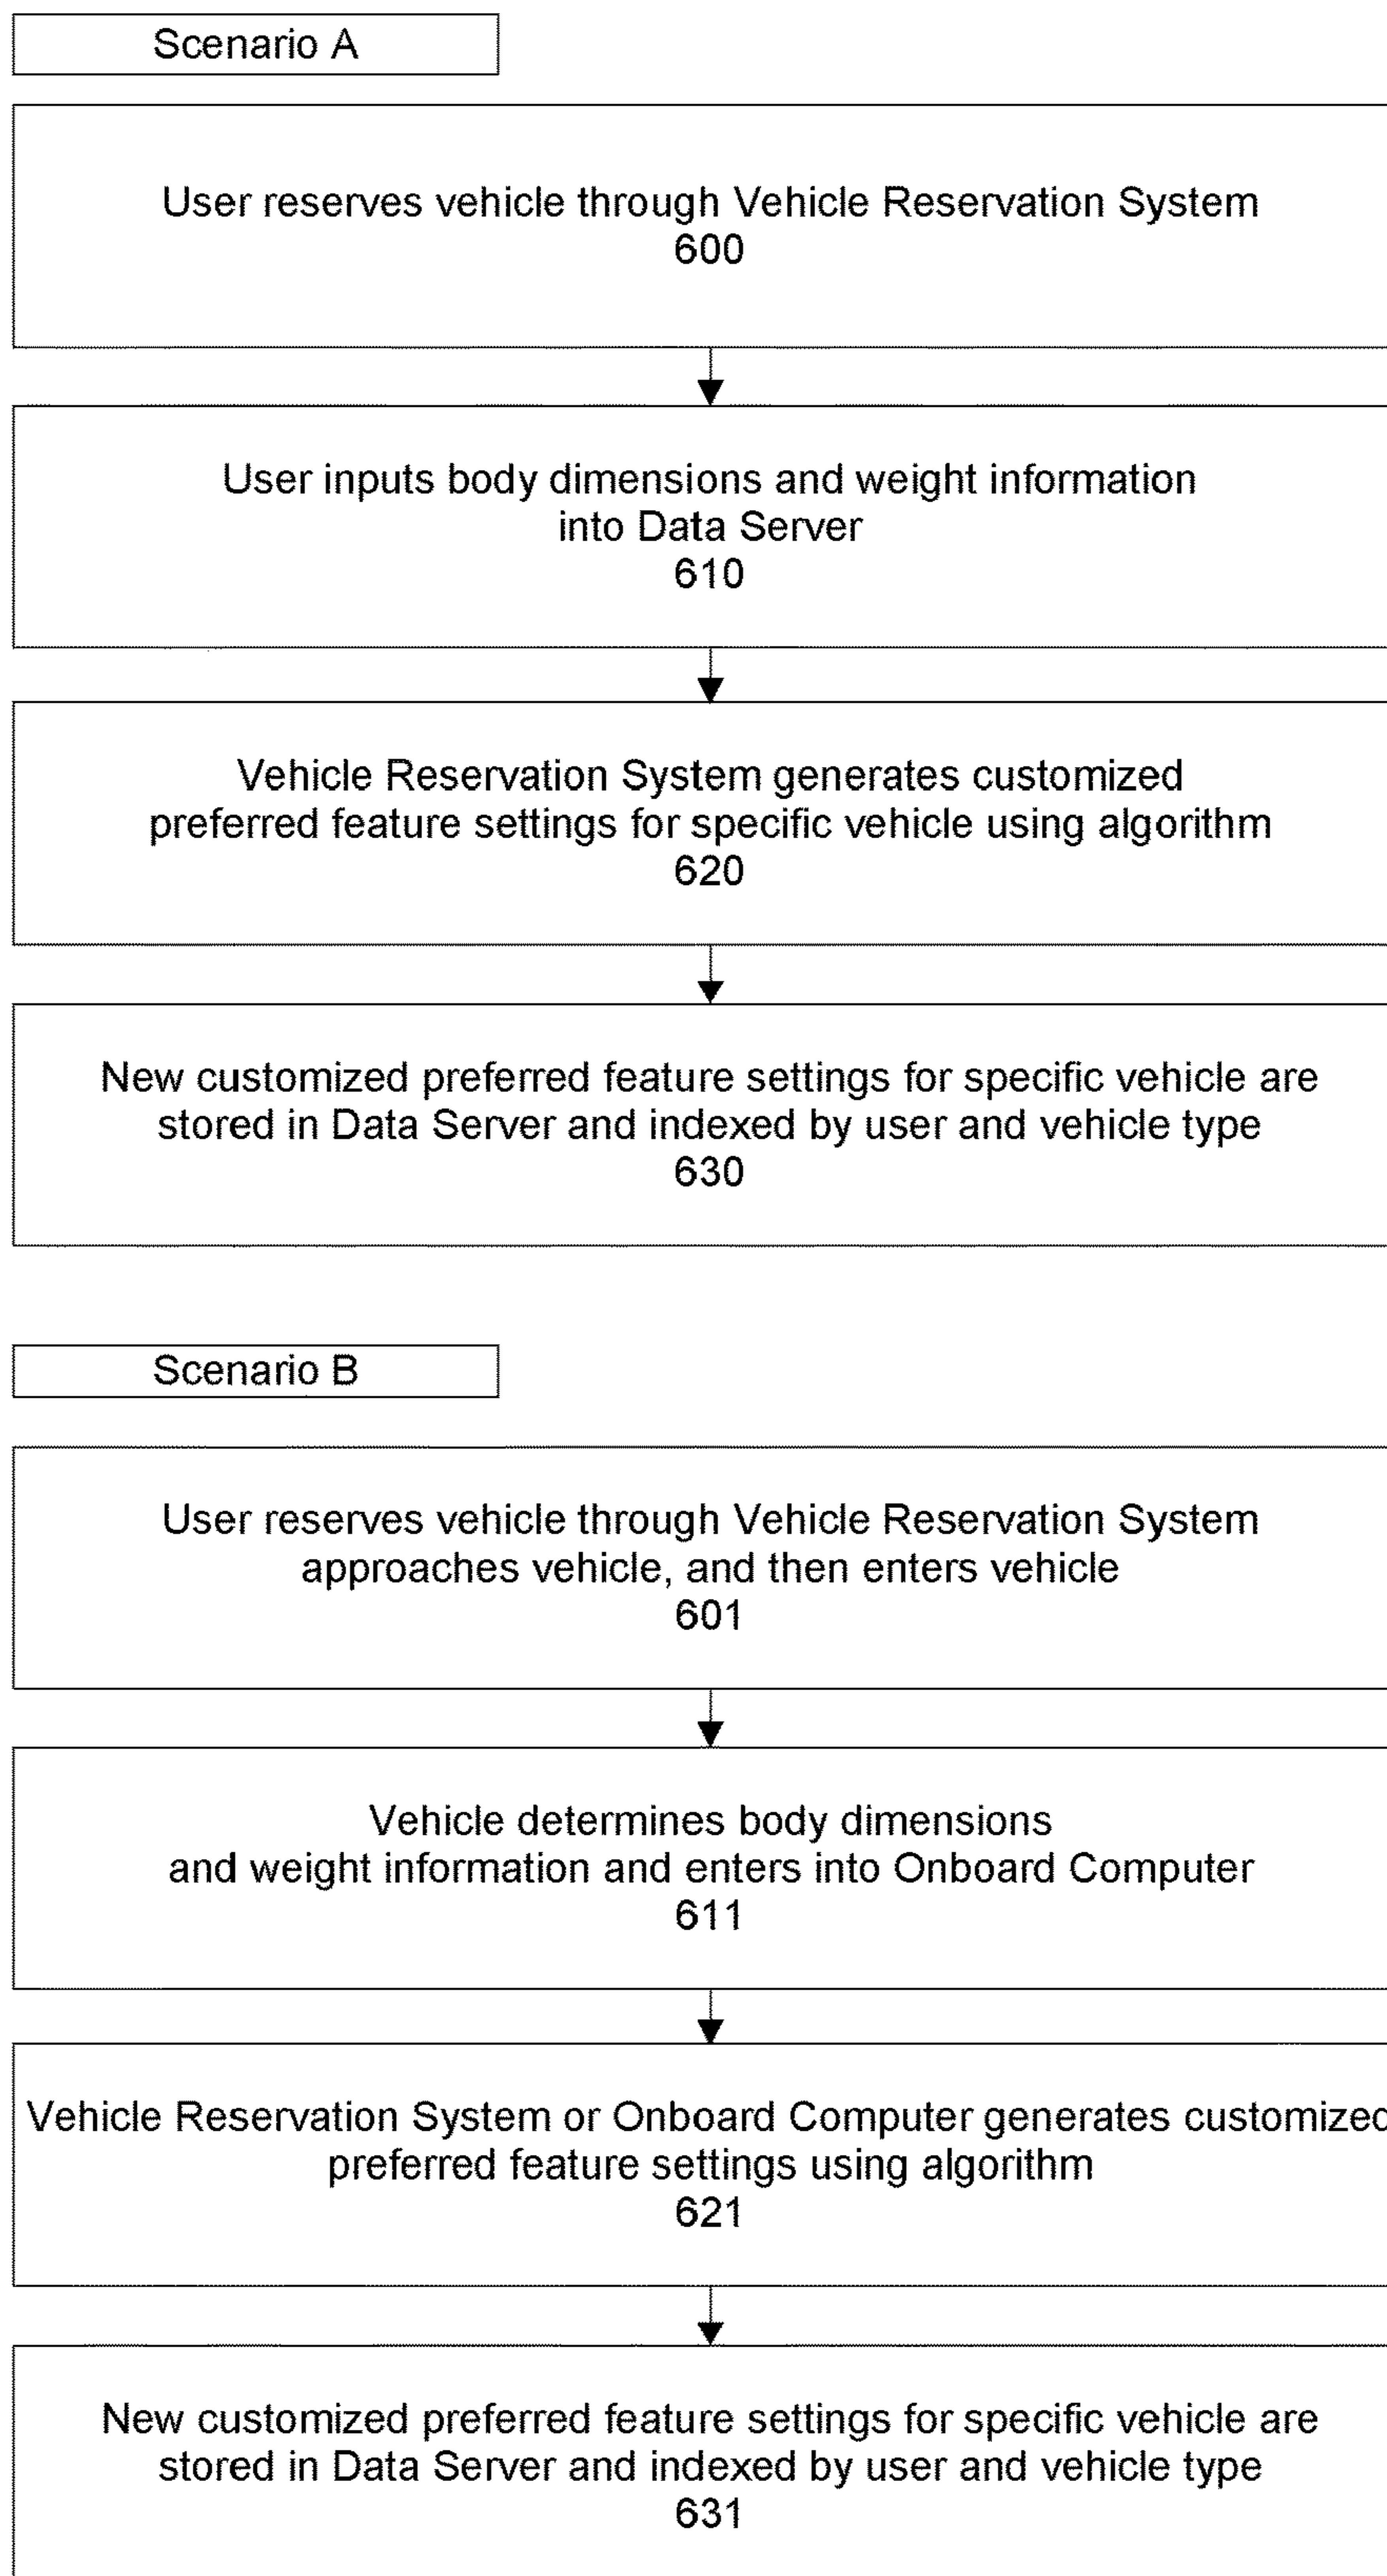 Scenario A
User reserves vehicle through Vehicle Reservation System
600
User inputs body dimensions and weight information
into Data Server
610
Vehicle Reservation System generates customized
preferred feature settings for specific vehicle using algorithm
620
New customized preferred feature settings for specific vehicle are
stored in Data Server and indexed by user and vehicle type
630
Scenario B
User reserves vehicle through Vehicle Reservation System
approaches vehicle, and then enters vehicle
601
Vehicle determines body dimensions
and weight information and enters into Onboard Computer
611
Vehicle Reservation System or Onboard Computer generates customized
preferred feature settings using algorithm
621
New customized preferred feature settings for specific vehicle are
stored in Data Server and indexed by user and vehicle type
631